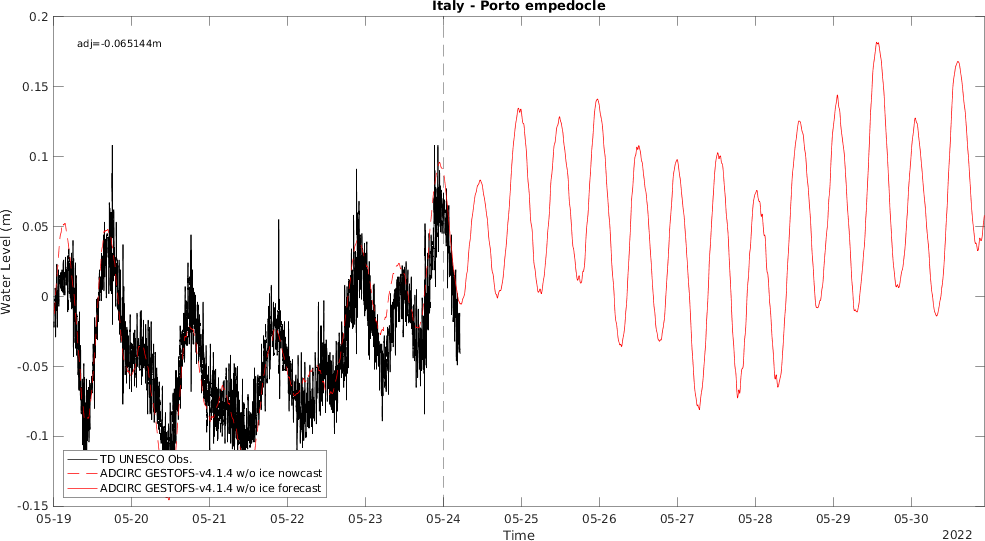 Italy - Porto empedocle
adj=-0.065144m
0.2
0.15
0.1
0.05
0
-0.05
-0.1
-0.15
Water Level (m)
TD UNESCO Obs.
ADCIRC GESTOFS-v4.1.4 w/o ice nowcast
ADCIRC GESTOFS-v4.1.4 w/o ice forecast
05-19 05-20 05-21 05-22 05-23 05-24 05-25 05-26 05-27 05-28 05-29 05-30
Time
2022